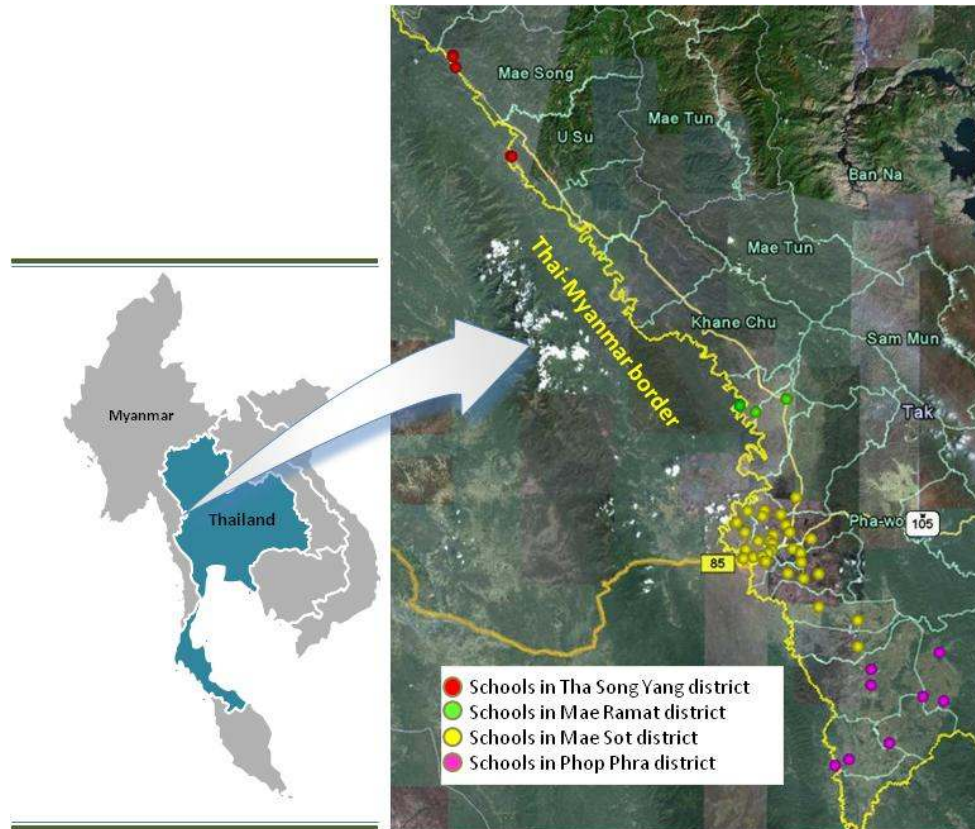 Myanmar
Thailand
Mae Song
Mae Tun
U Su
Ban Na
Mae Tun
Thai-Myanmar border
Khane Chu
Sam Mun
Tak
105
85
Schools in Tha Song Yang district
Schools in Mae Ramat district
Schools in Mae Sot district
Schools in Phop Phra district